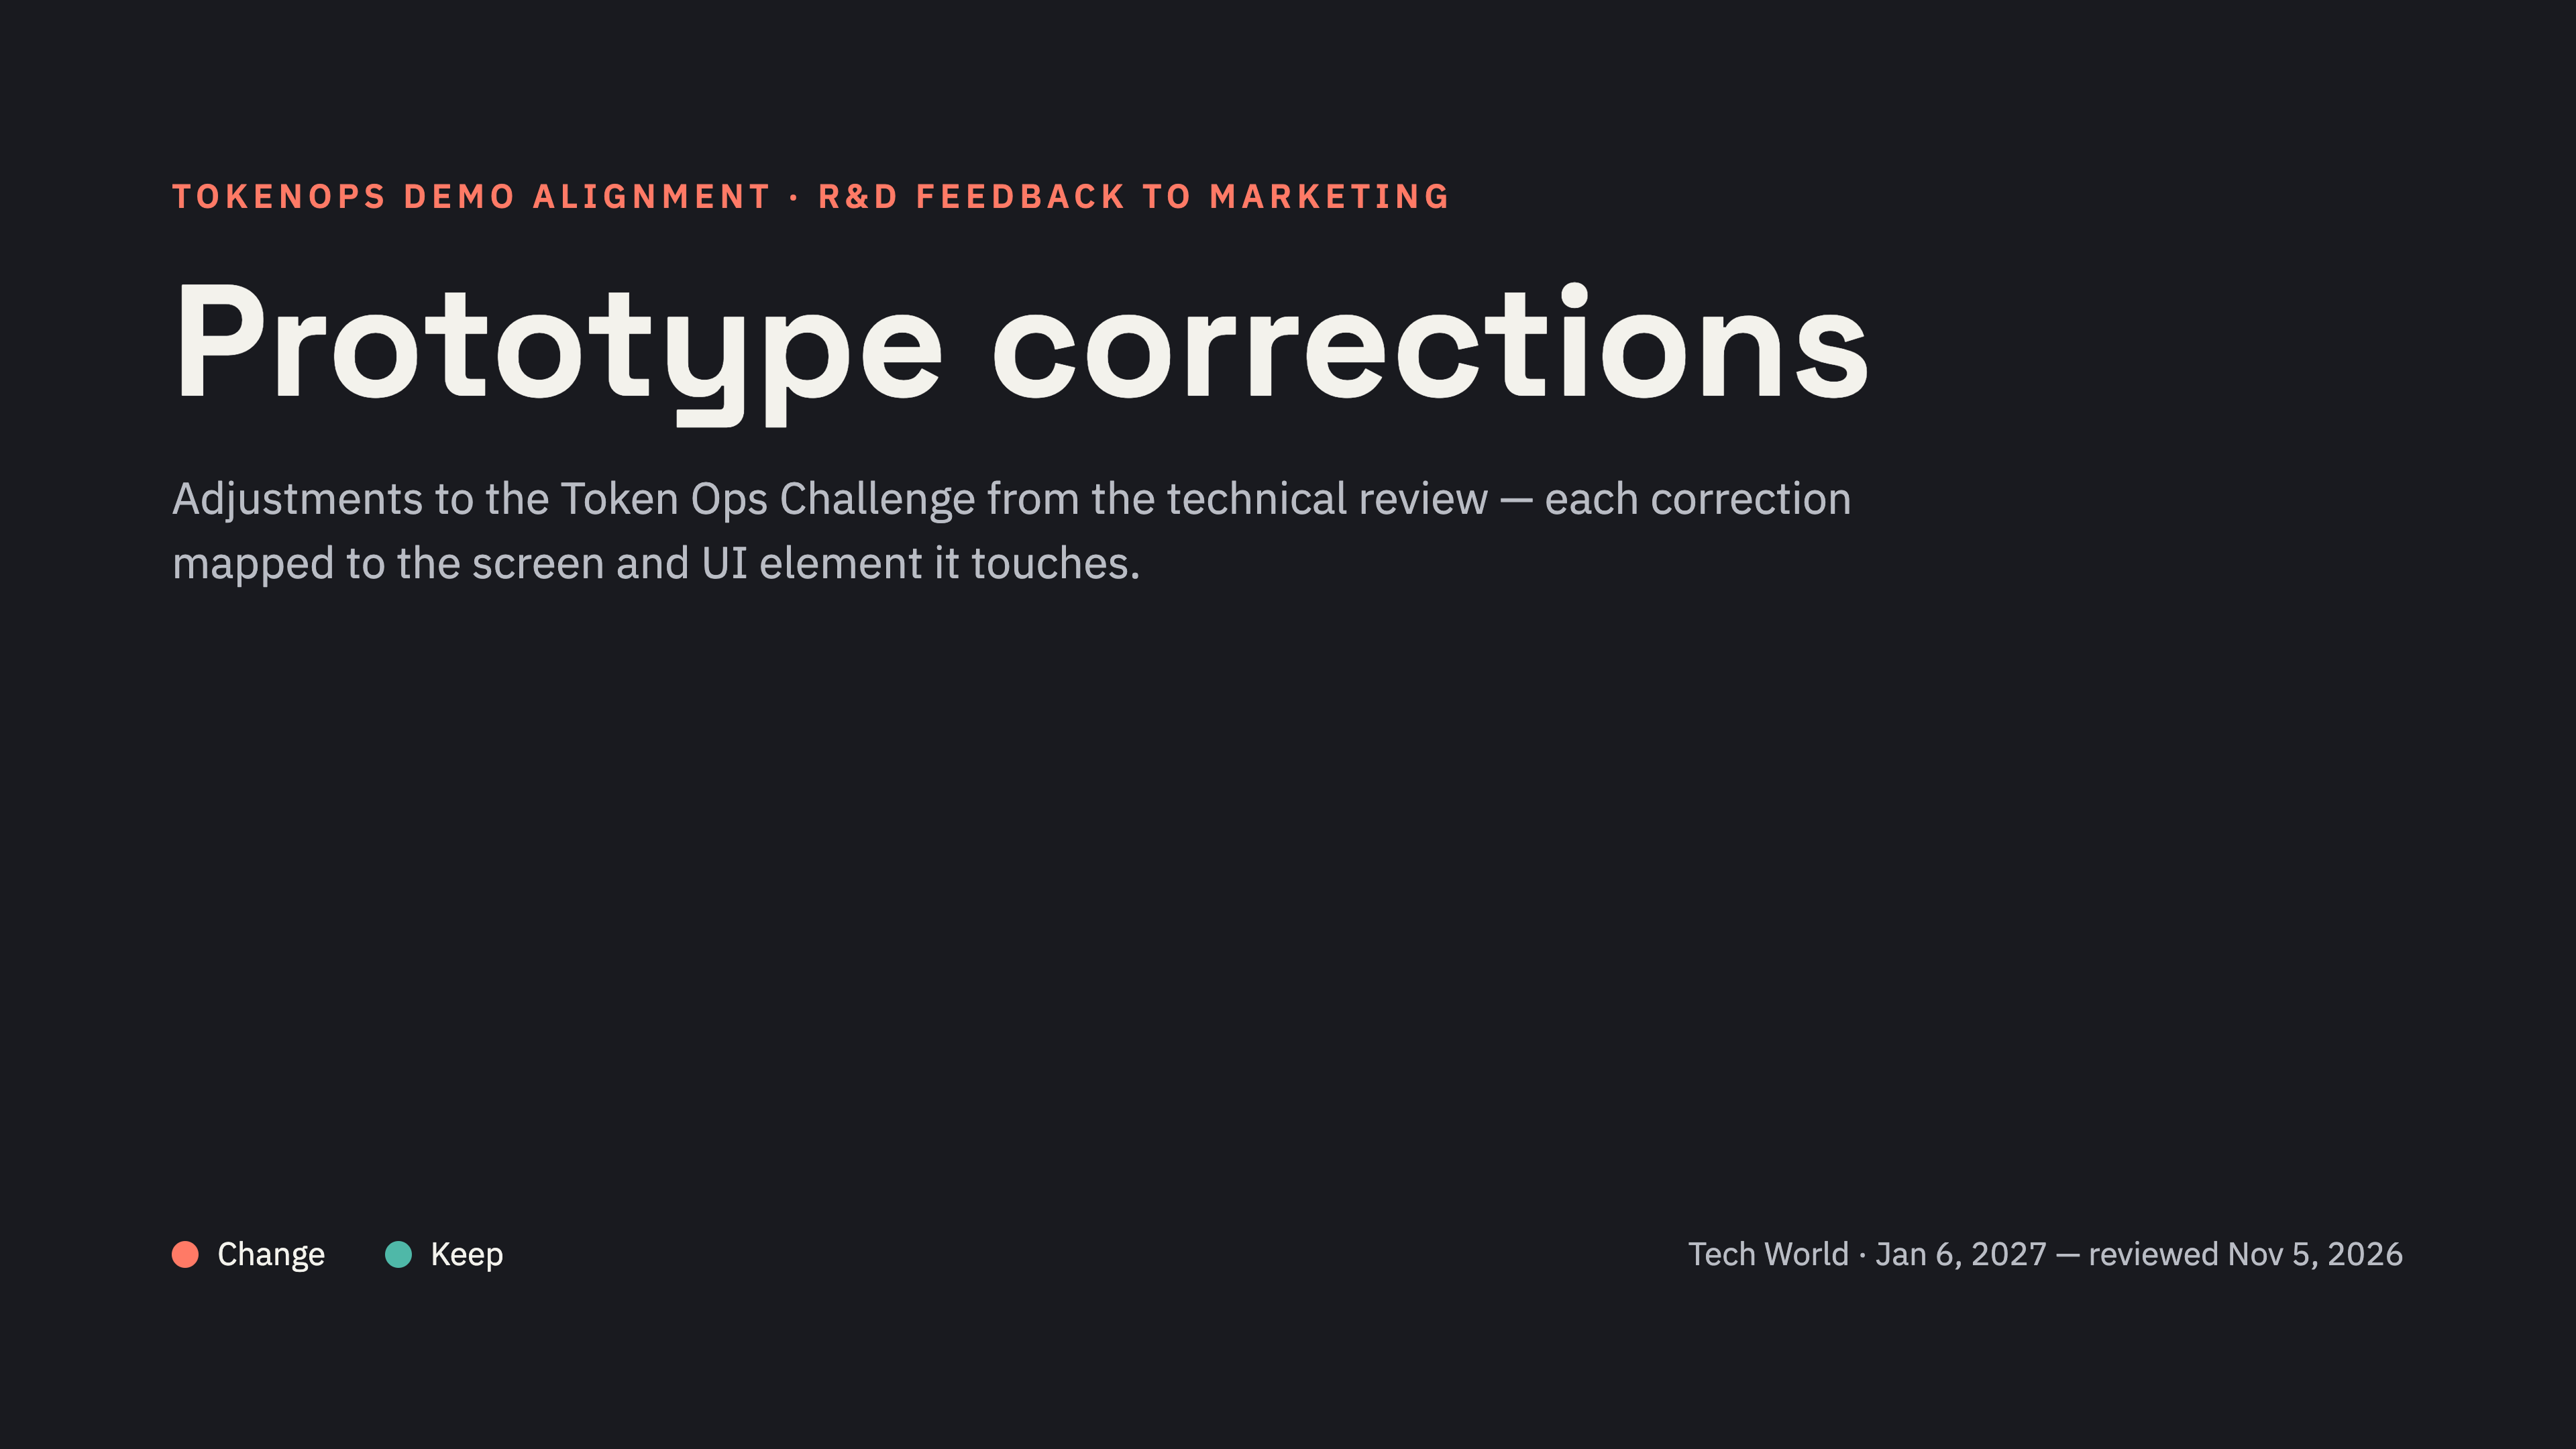 TOKENOPS DEMO ALIGNMENT · R&D FEEDBACK TO MARKETING
Prototype corrections
Adjustments to the Token Ops Challenge from the technical review — each correction
mapped to the screen and UI element it touches.
Change
Keep
Tech World · Jan 6, 2027 — reviewed Nov 5, 2026